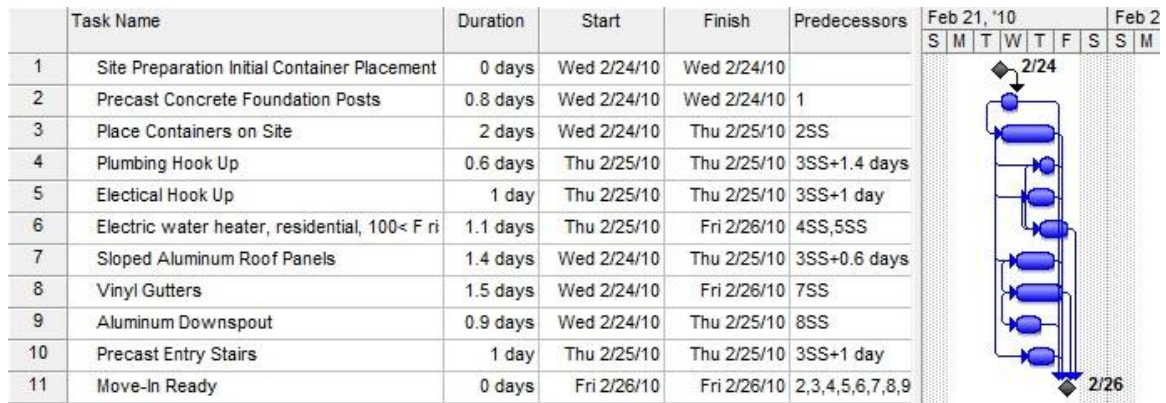 Task Name Duration Start Finish Predecessors Feb 21, '10 Feb 2
S M T W T F S S M
1 Site Preparation Initial Container Placement 0 days Wed 2/24/10 Wed 2/24/10 2/24
2 Precast Concrete Foundation Posts 0.8 days Wed 2/24/10 Wed 2/24/10 1
3 Place Containers on Site 2 days Wed 2/24/10 Thu 2/25/10 2SS
4 Plumbing Hook Up 0.6 days Thu 2/25/10 Thu 2/25/10 3SS+1.4 days
5 Electical Hook Up 1 day Thu 2/25/10 Thu 2/25/10 3SS+1 day
6 Electric water heater, residential, 100< F ri 1.1 days Thu 2/25/10 Fri 2/26/10 4SS,5SS
7 Sloped Aluminum Roof Panels 1.4 days Wed 2/24/10 Thu 2/25/10 3SS+0.6 days
8 Vinyl Gutters 1.5 days Wed 2/24/10 Fri 2/26/10 7SS
9 Aluminum Downspout 0.9 days Wed 2/24/10 Thu 2/25/10 8SS
10 Precast Entry Stairs 1 day Thu 2/25/10 Thu 2/25/10 3SS+1 day
11 Move-In Ready 0 days Fri 2/26/10 Fri 2/26/10 2,3,4,5,6,7,8,9 2/26